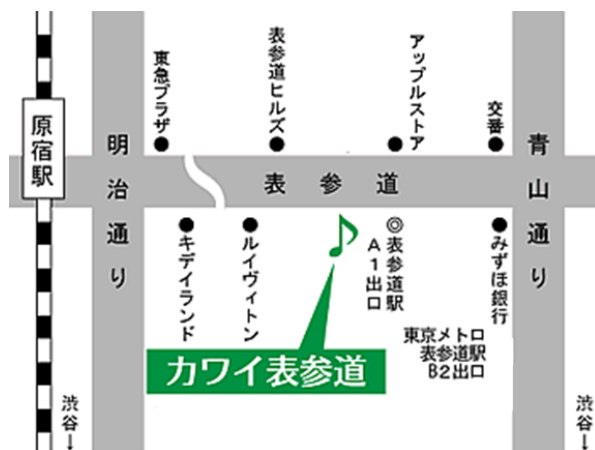 原宿駅
明治通り
東急プラザ
表参道ヒルズ
アップルストア
交番
青山通り
表参道
キデイランド
ルイヴィトン
◎表参道駅
A1出口
みずほ銀行
東京メトロ
表参道駅
B2出口
カワイ表参道
渋谷↓
渋谷↓